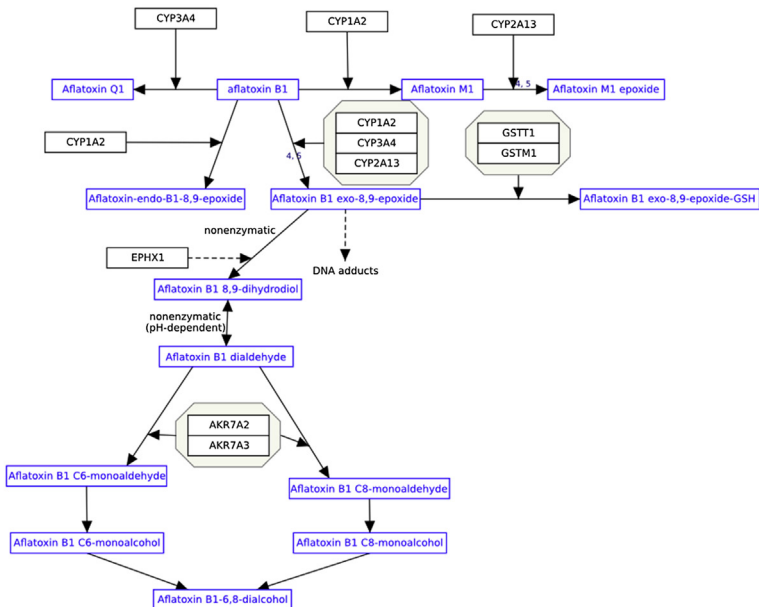 CYP3A4
CYP1A2
CYP2A13
Aflatoxin Q1
aflatoxin B1
Aflatoxin M1
4, 5
Aflatoxin M1 epoxide
CYP1A2
CYP1A2
CYP3A4
CYP2A13
4, 5
GSTT1
GSTM1
Aflatoxin-endo-B1-8,9-epoxide
Aflatoxin B1 exo-8,9-epoxide
Aflatoxin B1 exo-8,9-epoxide-GSH
nonenzymatic
EPHX1
DNA adducts
Aflatoxin B1 8,9-dihydrodiol
nonenzymatic
(pH-dependent)
Aflatoxin B1 dialdehyde
AKR7A2
AKR7A3
Aflatoxin B1 C6-monoaldehyde
Aflatoxin B1 C8-monoaldehyde
Aflatoxin B1 C6-monoalcohol
Aflatoxin B1 C8-monoalcohol
Aflatoxin B1-6,8-dialcohol